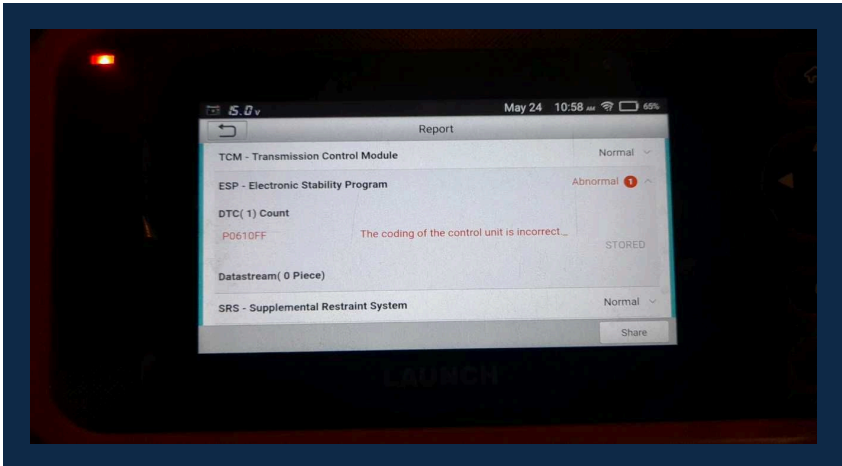 15.0 v May 24 10:58 AM 65%
Report
TCM - Transmission Control Module Normal
ESP - Electronic Stability Program Abnormal 1
DTC( 1) Count
P0610FF The coding of the control unit is incorrect._
STORED
Datastream( 0 Piece)
SRS - Supplemental Restraint System Normal
Share
LAUNCH